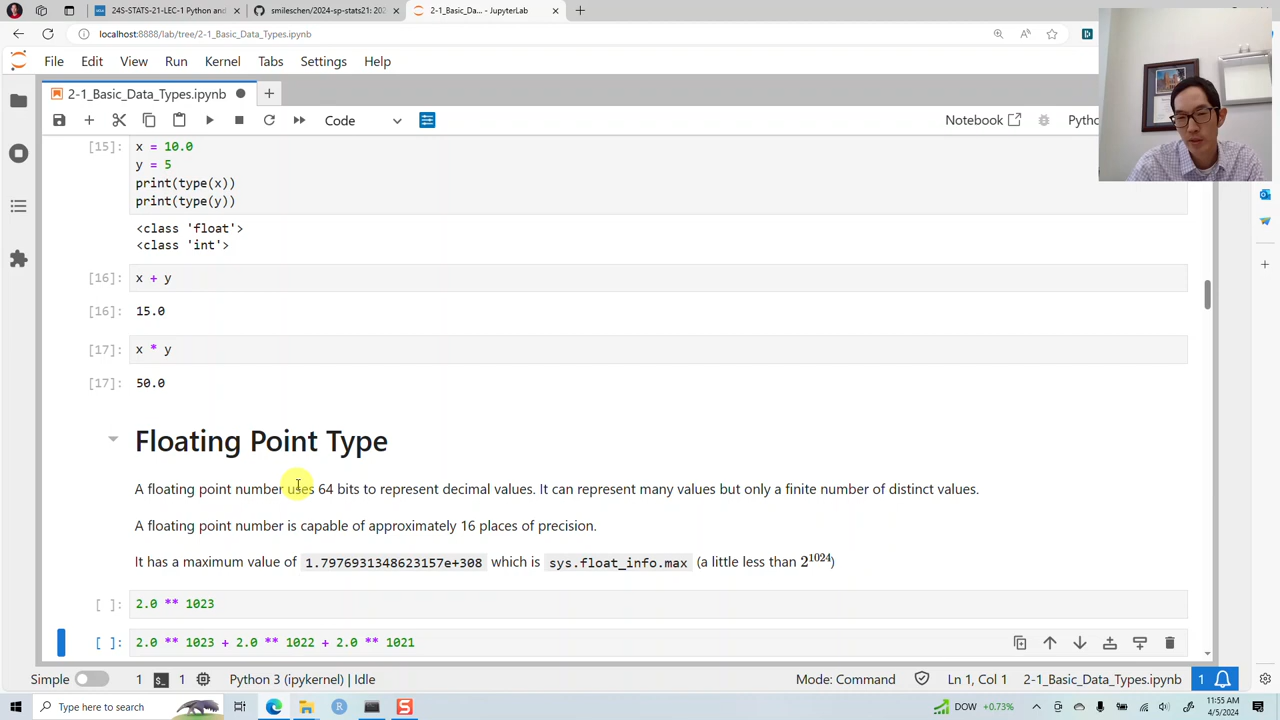 24S-STATS-21-LEC-1 Python and
smileschen/2024-sp-stats21: 202
2-1_Basic_Da... - JupyterLab
localhost:8888/lab/tree/2-1_Basic_Data_Types.ipynb
File Edit View Run Kernel Tabs Settings Help
2-1_Basic_Data_Types.ipynb
Code
Notebook
Pytho
[15]:
x = 10.0
y = 5
print(type(x))
print(type(y))
<class 'float'>
<class 'int'>
[16]: x + y
[16]: 15.0
[17]: x * y
[17]: 50.0
Floating Point Type
A floating point number uses 64 bits to represent decimal values. It can represent many values but only a finite number of distinct values.
A floating point number is capable of approximately 16 places of precision.
It has a maximum value of 1.7976931348623157e+308 which is sys.float_info.max (a little less than 2^1024)
[ ]: 2.0 ** 1023
[ ]: 2.0 ** 1023 + 2.0 ** 1022 + 2.0 ** 1021
Simple 1 1 Python 3 (ipykernel) | Idle Mode: Command Ln 1, Col 1 2-1_Basic_Data_Types.ipynb 1
Type here to search
DOW +0.73%
11:55 AM
4/5/2024